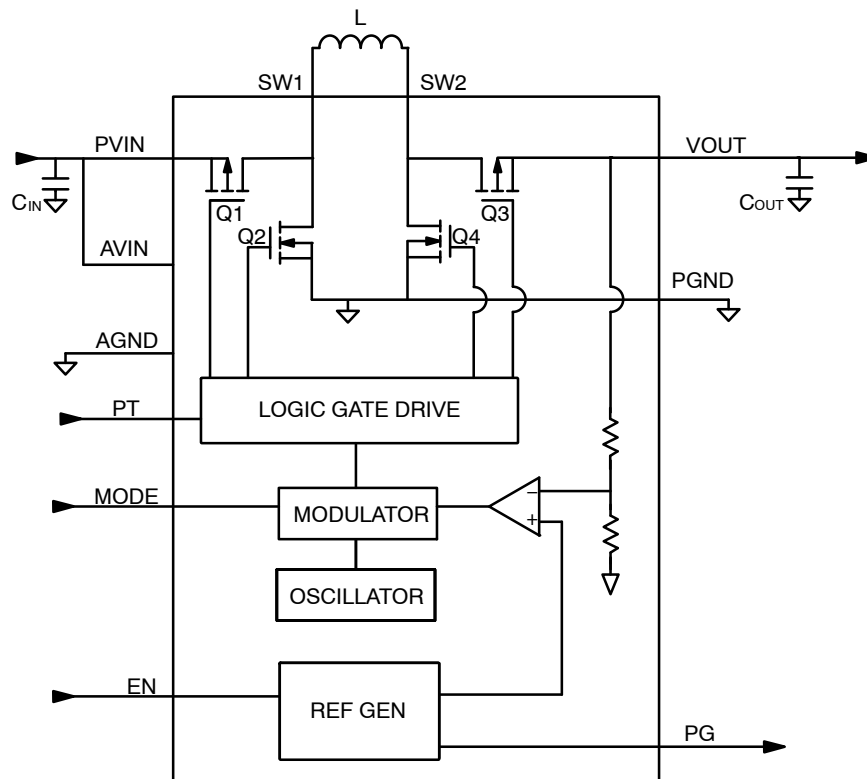 L
SW1 SW2
PVIN VOUT
CIN COUT
Q1 Q3
Q2 Q4
AVIN
PGND
AGND
LOGIC GATE DRIVE
PT
MODE
MODULATOR
−
+
OSCILLATOR
EN
REF GEN
PG